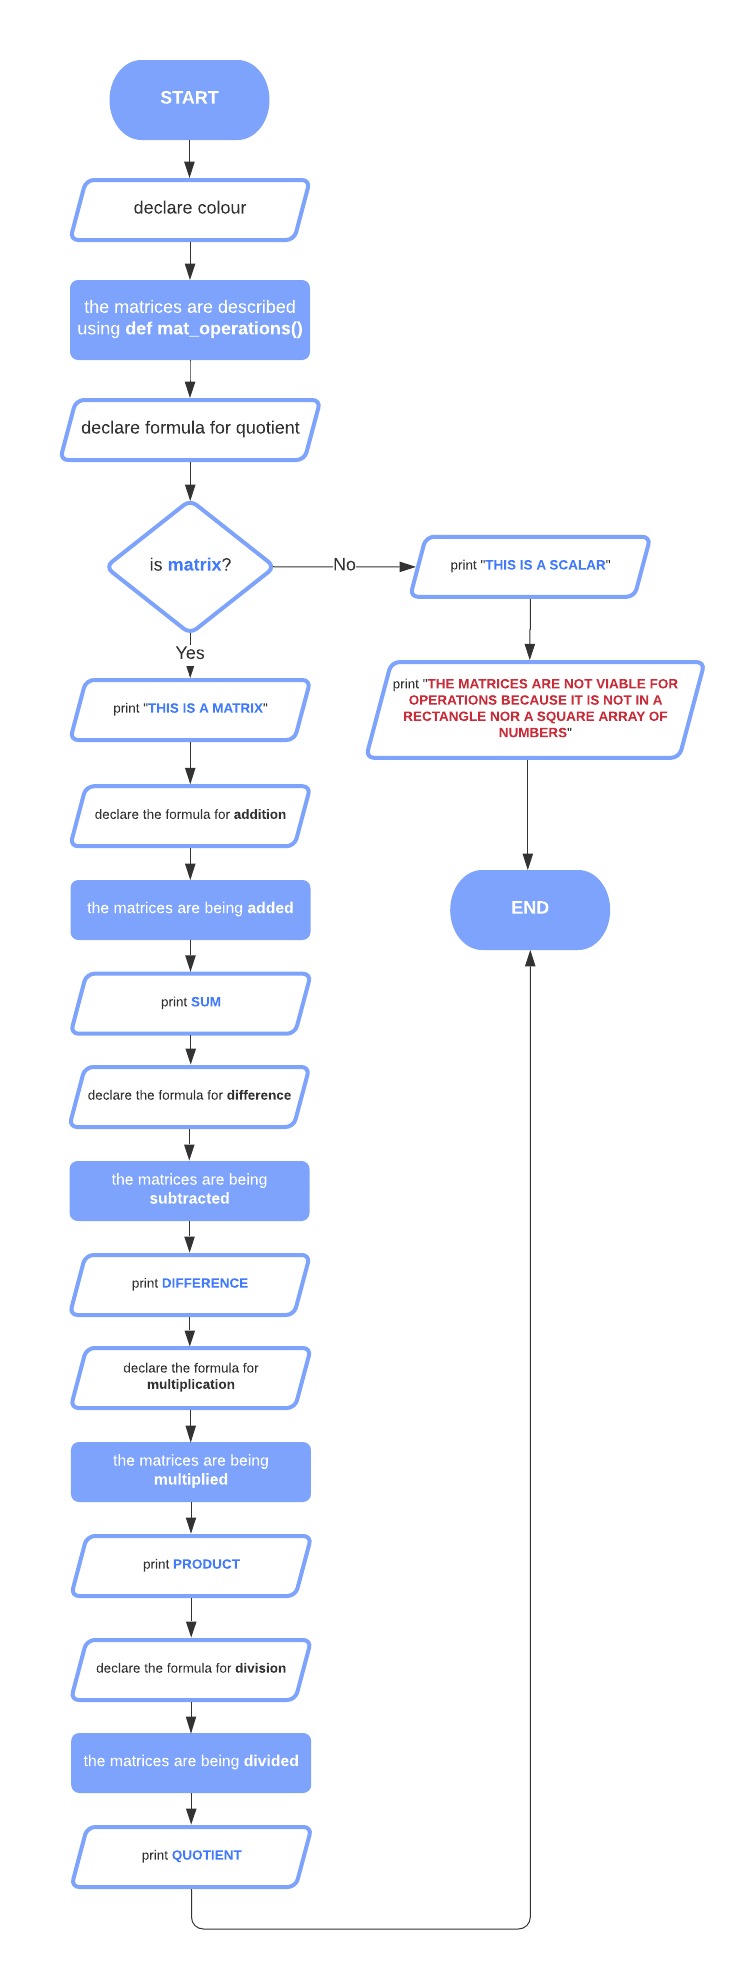 START
declare colour
the matrices are described
using def mat_operations()
declare formula for quotient
is matrix?
No
print "THIS IS A SCALAR"
Yes
print "THE MATRICES ARE NOT VIABLE FOR
OPERATIONS BECAUSE IT IS NOT IN A
RECTANGLE NOR A SQUARE ARRAY OF
NUMBERS"
print "THIS IS A MATRIX"
declare the formula for addition
the matrices are being added
END
print SUM
declare the formula for difference
the matrices are being
subtracted
print DIFFERENCE
declare the formula for
multiplication
the matrices are being
multiplied
print PRODUCT
declare the formula for division
the matrices are being divided
print QUOTIENT